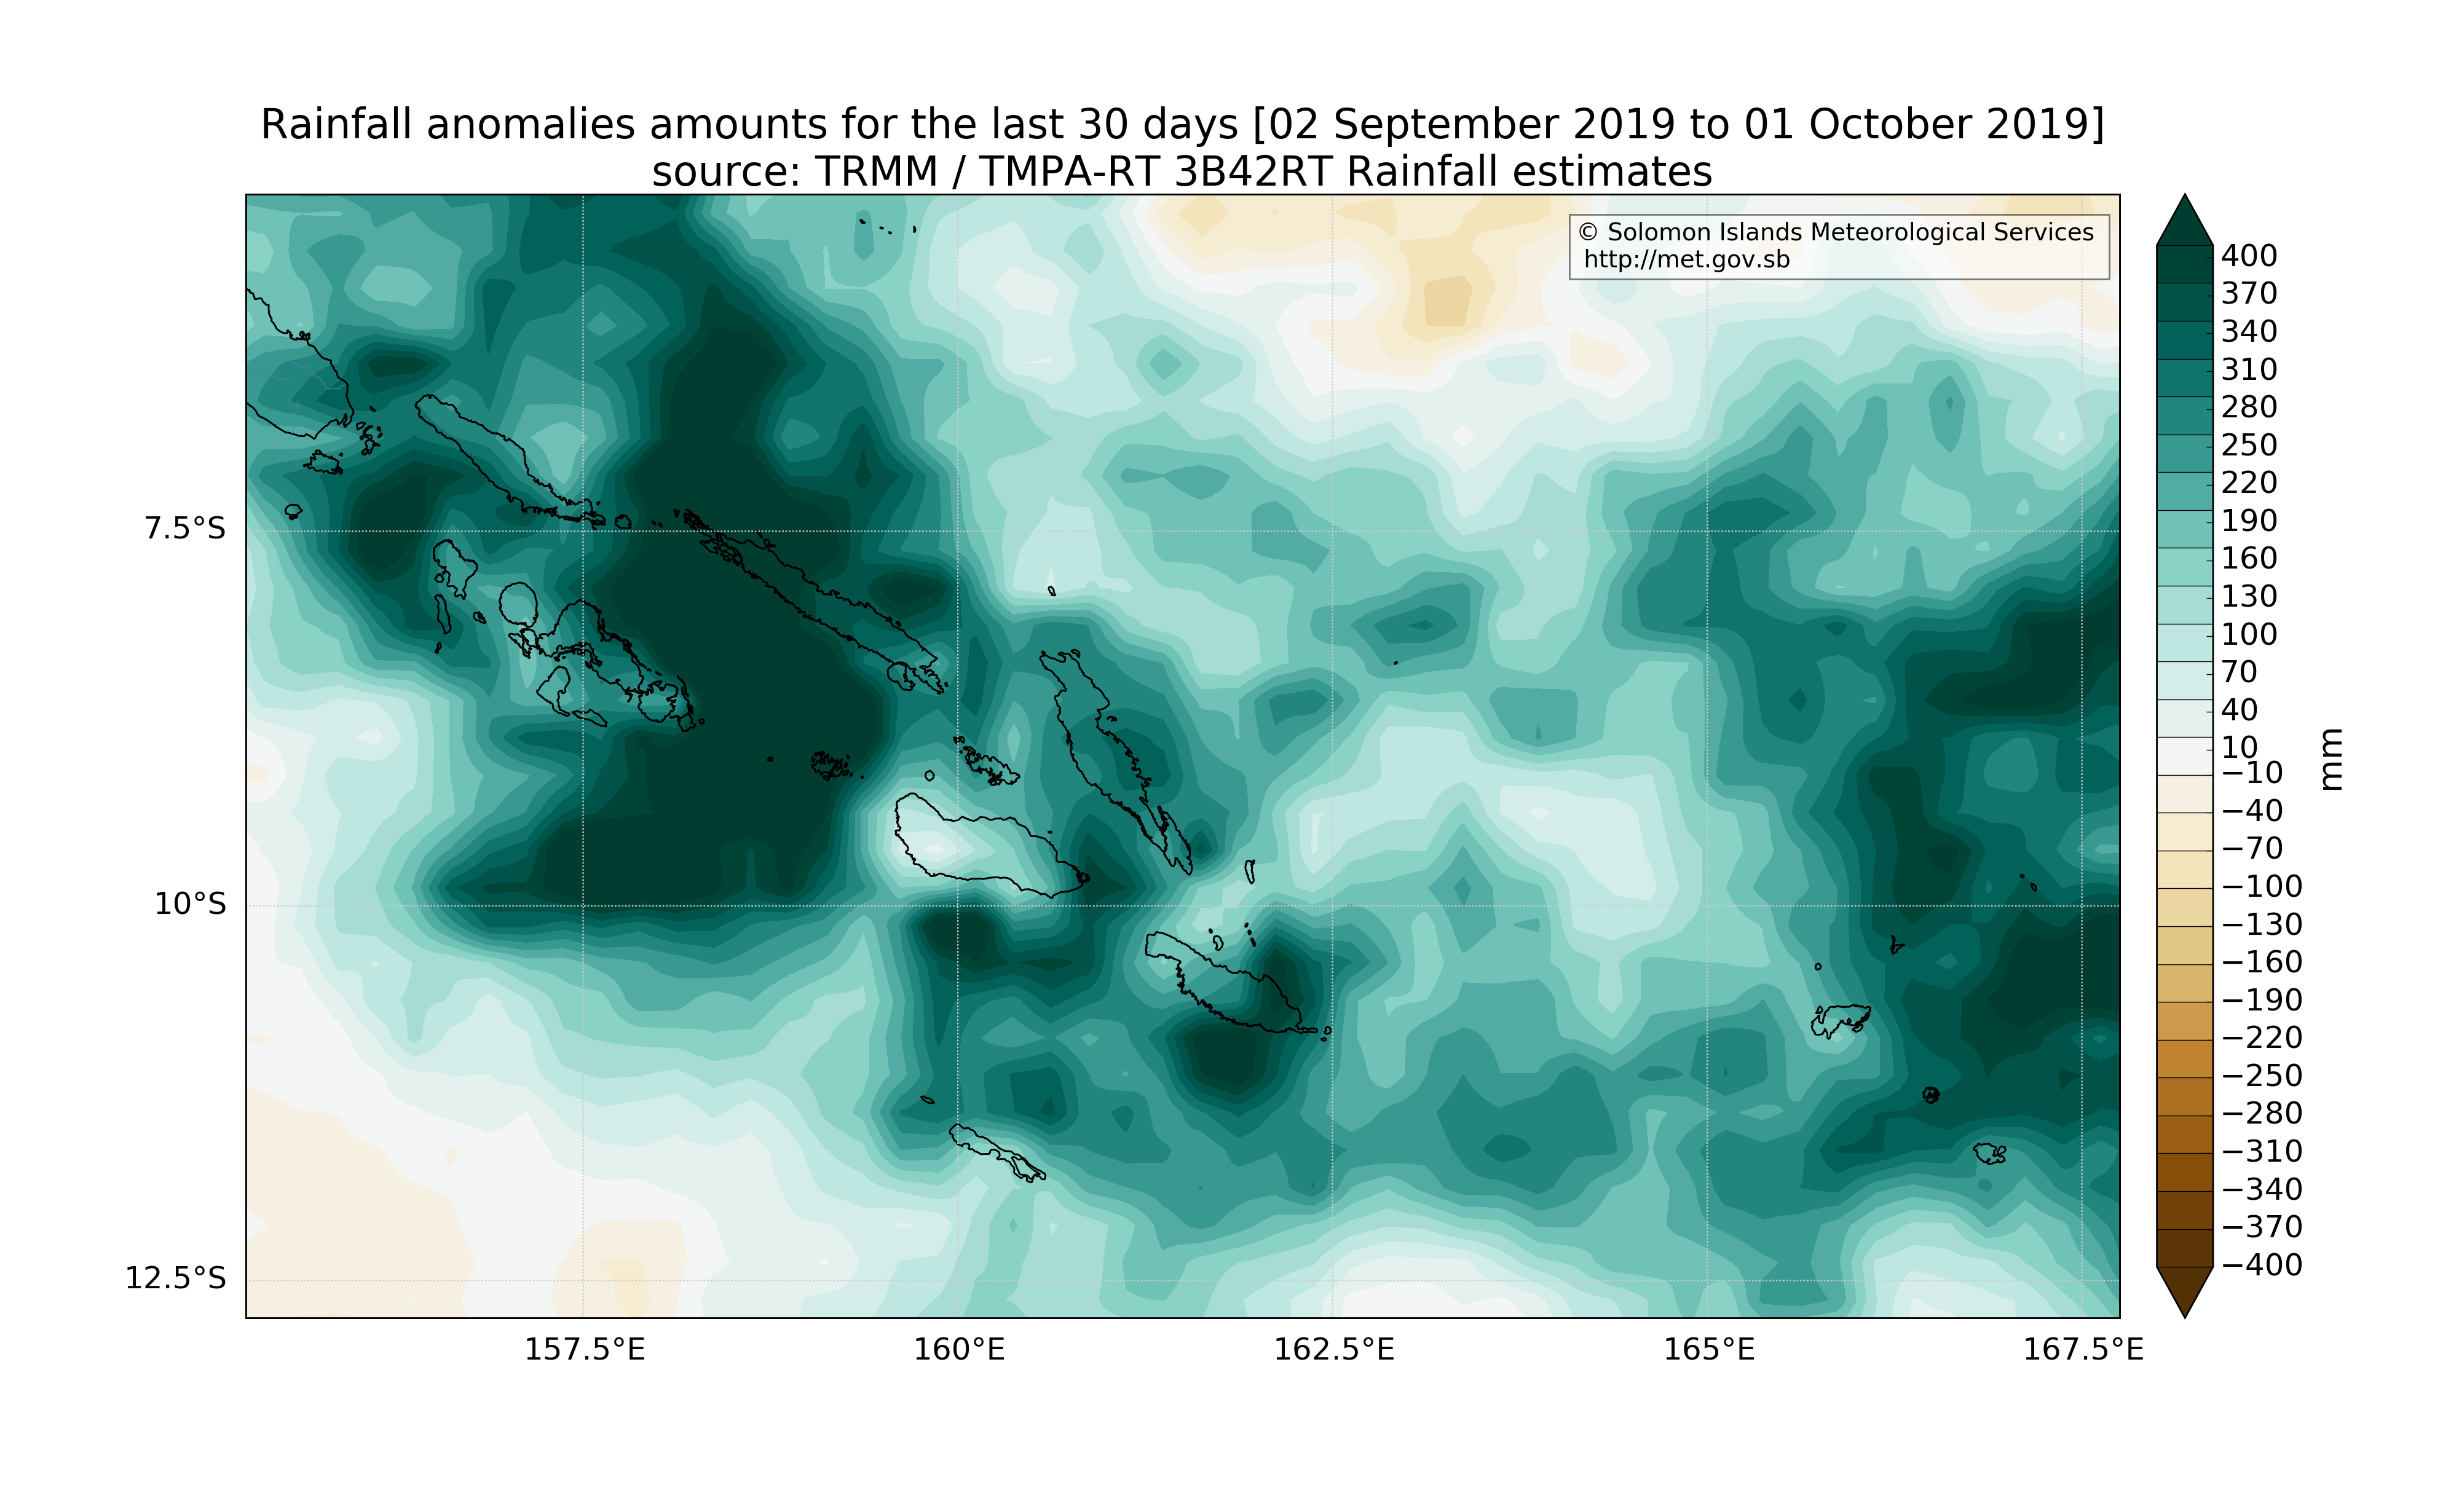 Rainfall anomalies amounts for the last 30 days [02 September 2019 to 01 October 2019]
source: TRMM / TMPA-RT 3B42RT Rainfall estimates
© Solomon Islands Meteorological Services
http://met.gov.sb
7.5°S
10°S
12.5°S
157.5°E
160°E
162.5°E
165°E
167.5°E
400
370
340
310
280
250
220
190
160
130
100
70
40
10
−10
−40
−70
−100
−130
−160
−190
−220
−250
−280
−310
−340
−370
−400
mm